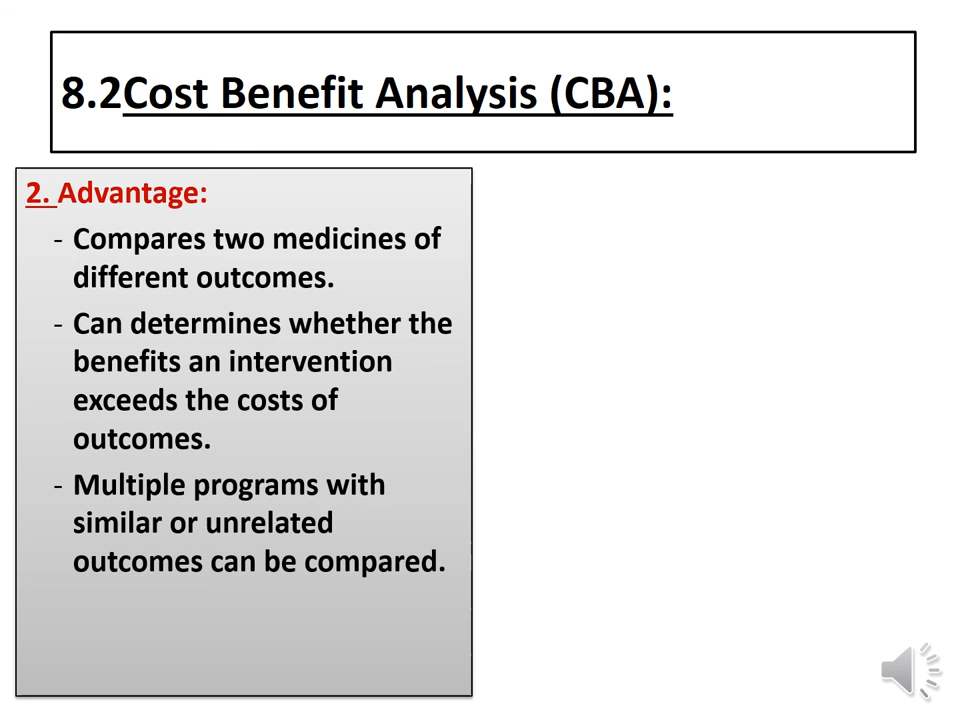 8.2Cost Benefit Analysis (CBA):
2. Advantage:
- Compares two medicines of
different outcomes.
- Can determines whether the
benefits an intervention
exceeds the costs of
outcomes.
- Multiple programs with
similar or unrelated
outcomes can be compared.